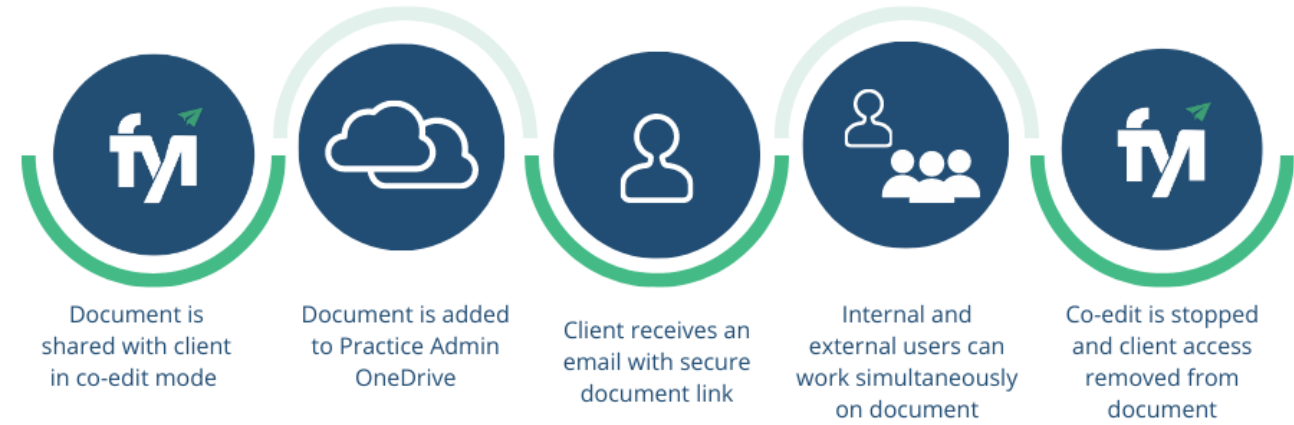 fyi
fyi
Document is
shared with client
in co-edit mode
Document is added
to Practice Admin
OneDrive
Client receives an
email with secure
document link
Internal and
external users can
work simultaneously
on document
Co-edit is stopped
and client access
removed from
document